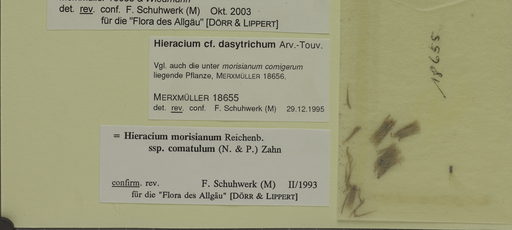 det. rev. conf. F. Schuhwerk (M) Okt. 2003
für die "Flora des Allgäu" [DÖRR & LIPPERT]
Hieracium cf. dasytrichum Arv.-Touv.
Vgl. auch die unter morisianum comigerum
liegende Pflanze, MERXMÜLLER 18656.
MERXMÜLLER 18655
det. rev. conf. F. Schuhwerk (M) 29.12.1995
= Hieracium morisianum Reichenb.
ssp. comatulum (N. & P.) Zahn
confirm. rev. F. Schuhwerk (M) II/1993
für die "Flora des Allgäu" [DÖRR & LIPPERT]
18655